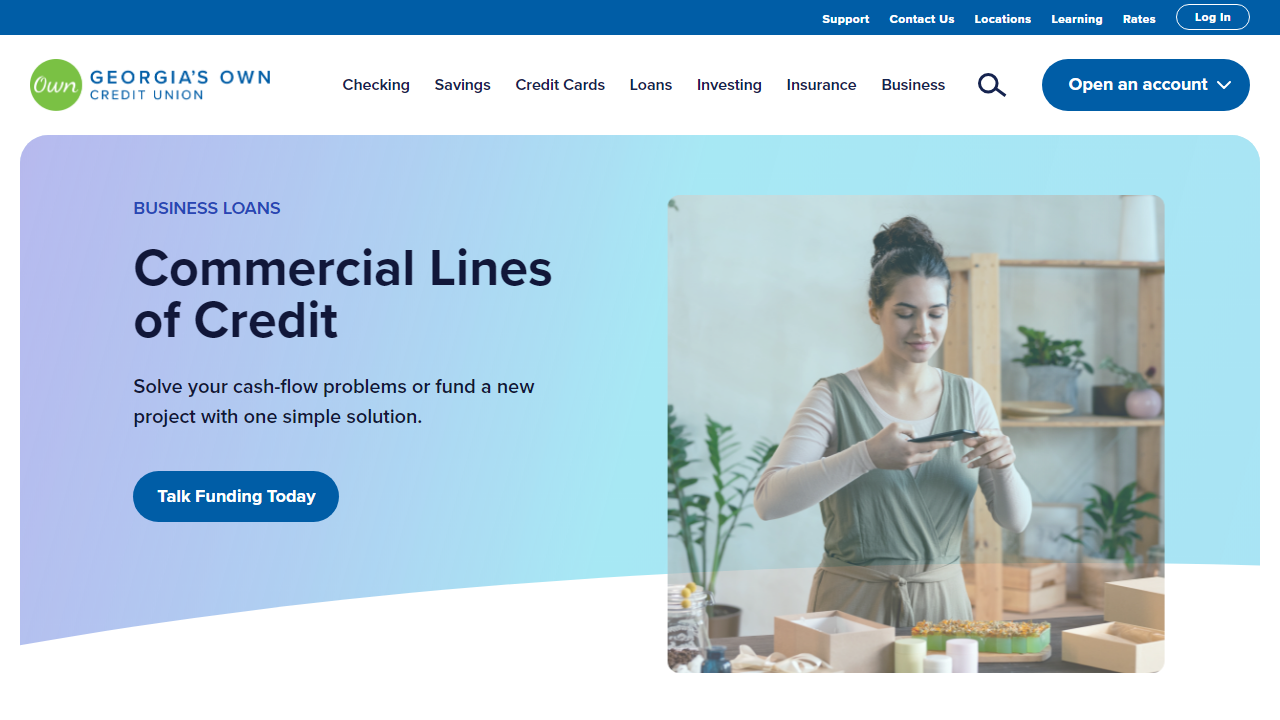 Support Contact Us Locations Learning Rates Log In
Own GEORGIA'S OWN
CREDIT UNION
Checking Savings Credit Cards Loans Investing Insurance Business Open an account
BUSINESS LOANS
Commercial Lines
of Credit
Solve your cash-flow problems or fund a new
project with one simple solution.
Talk Funding Today